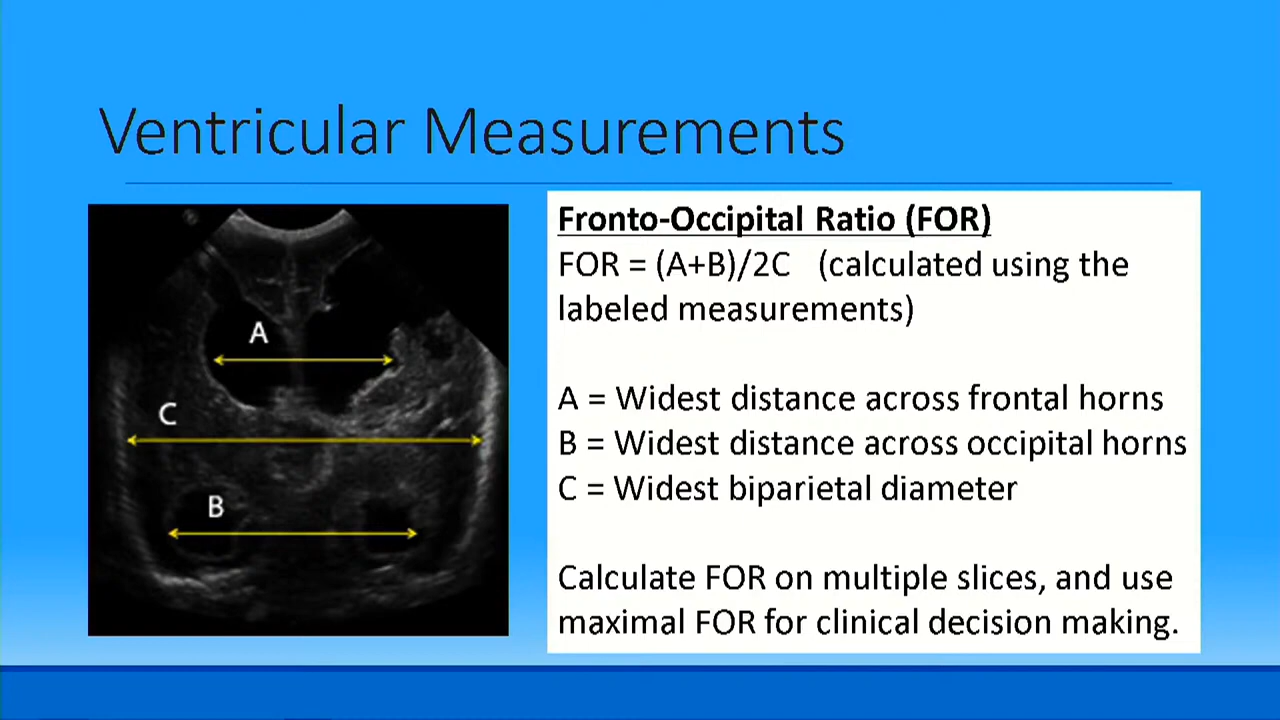 Ventricular Measurements
A
C
B
Fronto-Occipital Ratio (FOR)
FOR = (A+B)/2C (calculated using the
labeled measurements)
A = Widest distance across frontal horns
B = Widest distance across occipital horns
C = Widest biparietal diameter
Calculate FOR on multiple slices, and use
maximal FOR for clinical decision making.